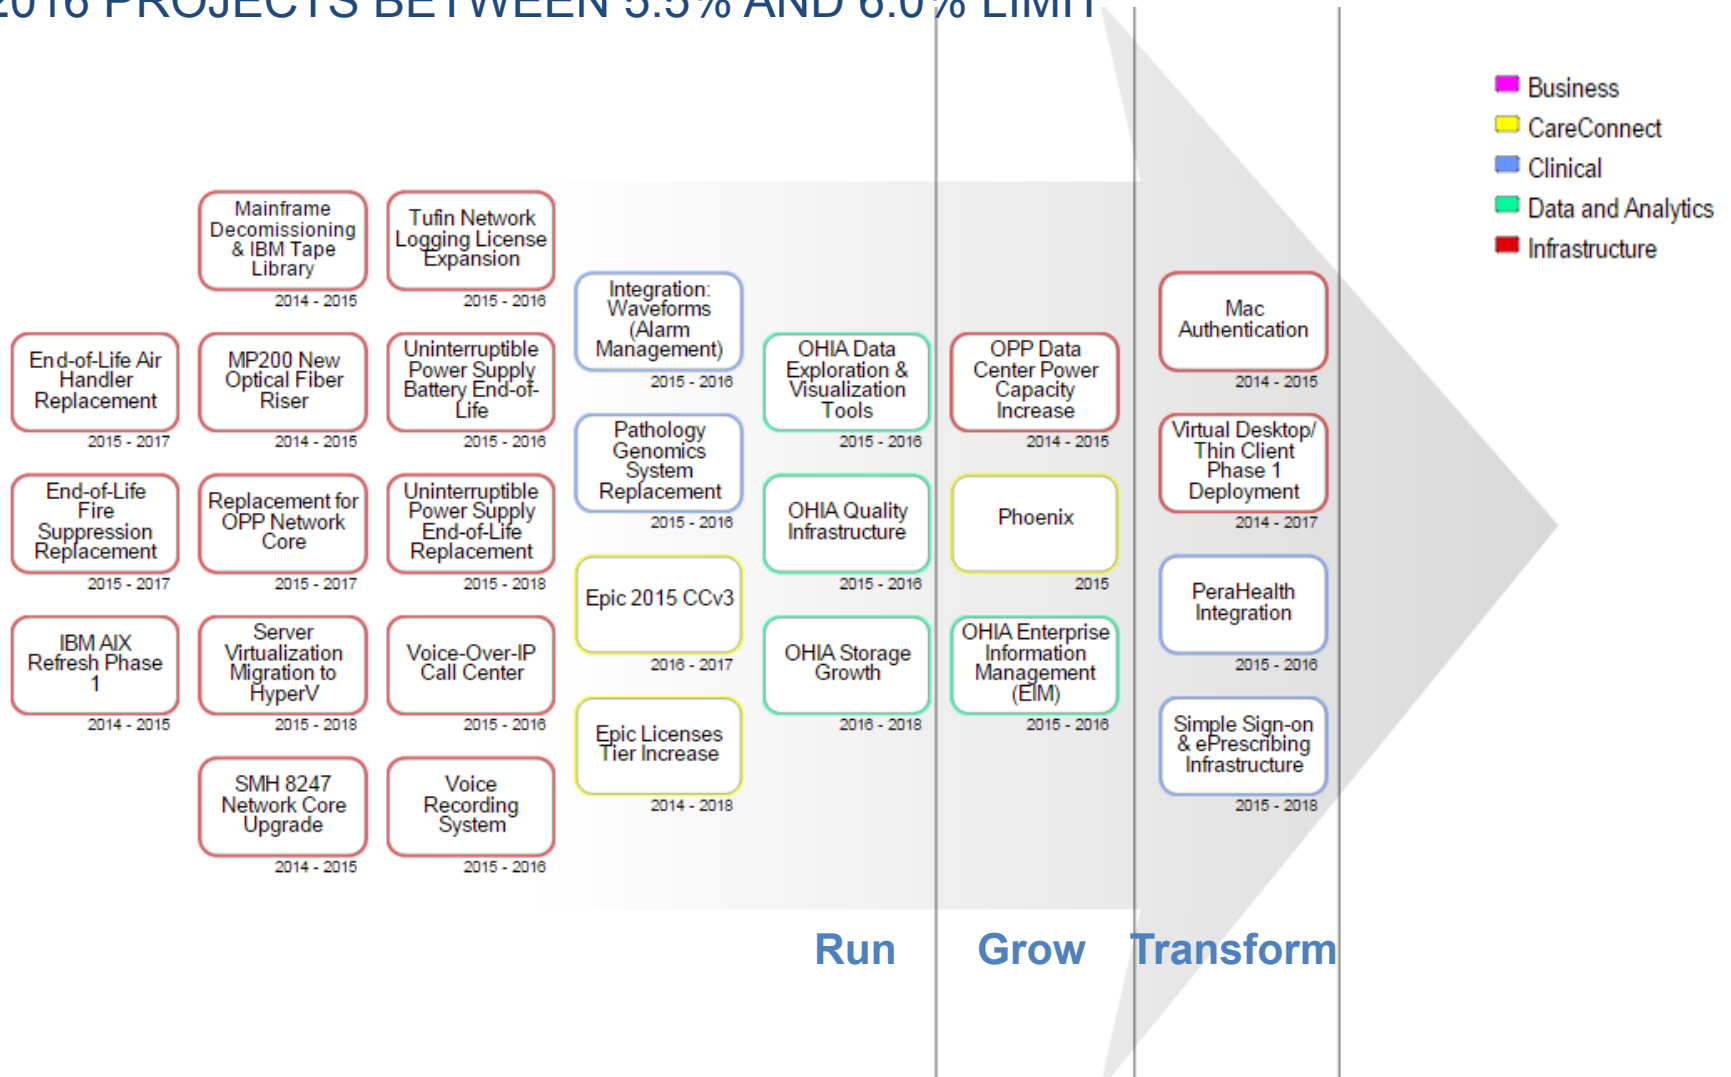 2016 PROJECTS BETWEEN 5.5% AND 6.0% LIMIT
Business
CareConnect
Clinical
Data and Analytics
Infrastructure
End-of-Life Air
Handler
Replacement
2015 - 2017
End-of-Life
Fire
Suppression
Replacement
2015 - 2017
IBM AIX
Refresh Phase
1
2014 - 2015
Mainframe
Decomissioning
& IBM Tape
Library
2014 - 2015
MP200 New
Optical Fiber
Riser
2014 - 2015
Replacement for
OPP Network
Core
2015 - 2017
Server
Virtualization
Migration to
HyperV
2015 - 2018
SMH 8247
Network Core
Upgrade
2014 - 2015
Tufin Network
Logging License
Expansion
2015 - 2016
Uninterruptible
Power Supply
Battery End-of-
Life
2015 - 2016
Uninterruptible
Power Supply
End-of-Life
Replacement
2015 - 2018
Voice-Over-IP
Call Center
2015 - 2016
Voice
Recording
System
2015 - 2016
Integration:
Waveforms
(Alarm
Management)
2015 - 2016
Pathology
Genomics
System
Replacement
2015 - 2016
Epic 2015 CCv3
2016 - 2017
Epic Licenses
Tier Increase
2014 - 2018
OHIA Data
Exploration &
Visualization
Tools
2015 - 2016
OHIA Quality
Infrastructure
2015 - 2016
OHIA Storage
Growth
2016 - 2018
OPP Data
Center Power
Capacity
Increase
2014 - 2015
Phoenix
2015
OHIA Enterprise
Information
Management
(EIM)
2015 - 2016
Mac
Authentication
2014 - 2015
Virtual Desktop/
Thin Client
Phase 1
Deployment
2014 - 2017
PeraHealth
Integration
2015 - 2016
Simple Sign-on
& ePrescribing
Infrastructure
2015 - 2018
Run
Grow
Transform